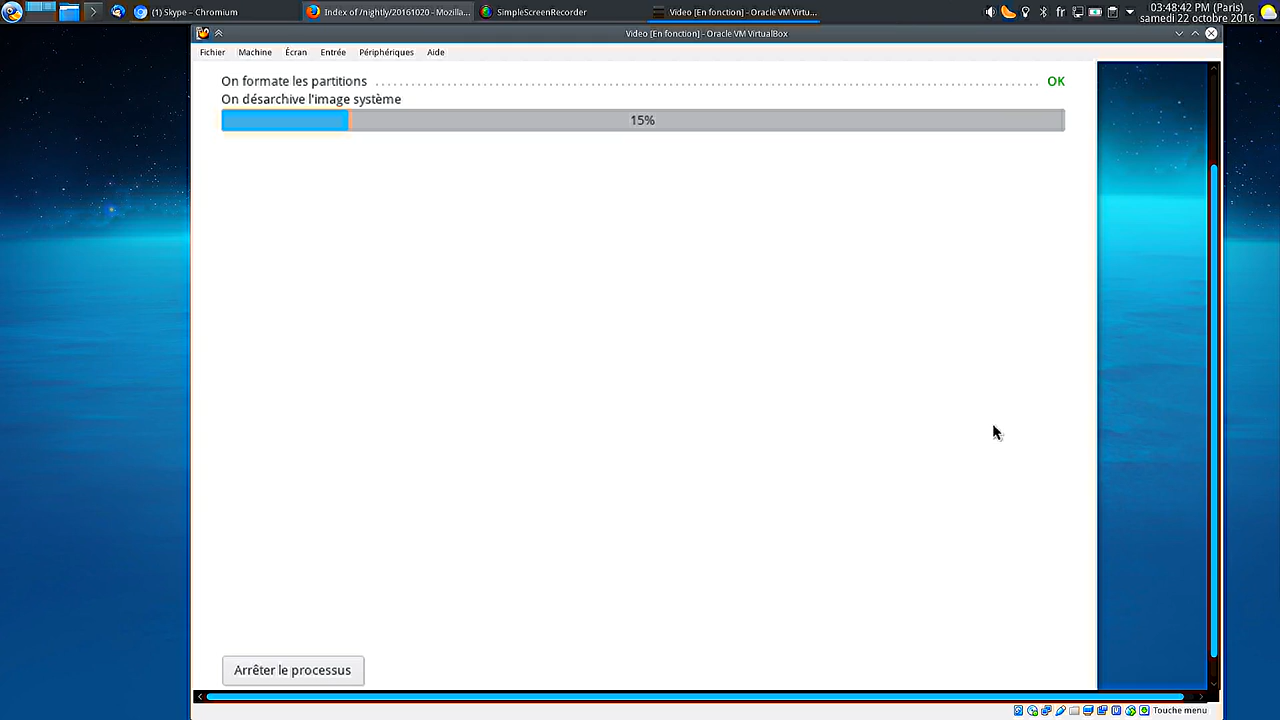 (1) Skype – Chromium
Index of /nightly/20161020 - Mozilla...
SimpleScreenRecorder
Video [En fonction] - Oracle VM Virtu...
fr
03:48:42 PM (Paris)
samedi 22 octobre 2016
Video [En fonction] - Oracle VM VirtualBox
Fichier Machine Écran Entrée Périphériques Aide
On formate les partitions OK
On désarchive l'image système
15%
Arrêter le processus
Touche menu